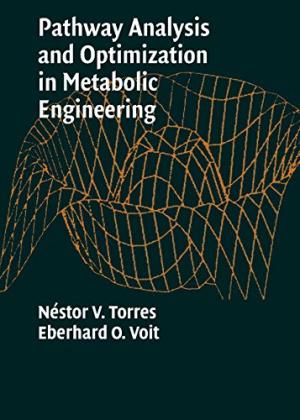 Pathway Analysis
and Optimization
in Metabolic
Engineering
Néstor V. Torres
Eberhard O. Voit